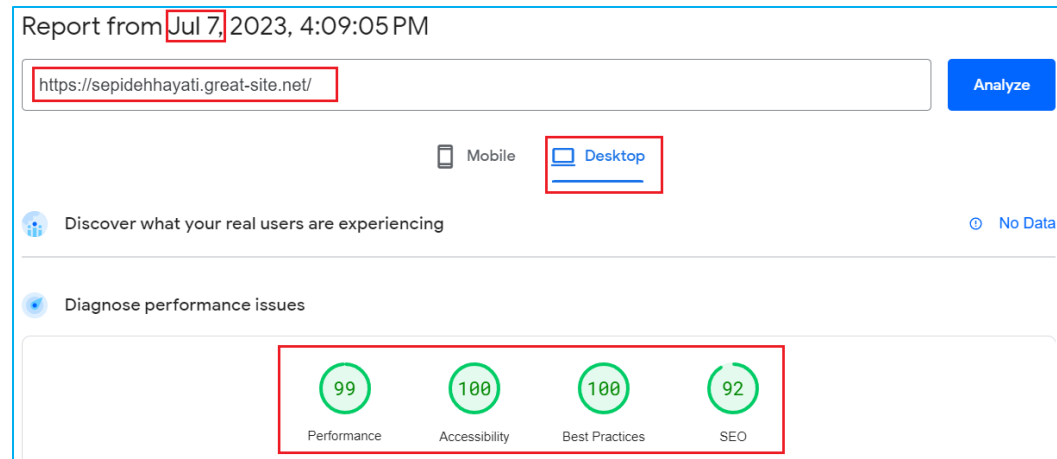 Report from Jul 7, 2023, 4:09:05 PM
https://sepidehhayati.great-site.net/
Analyze
Mobile
Desktop
Discover what your real users are experiencing
No Data
Diagnose performance issues
99 100 100 92
Performance Accessibility Best Practices SEO